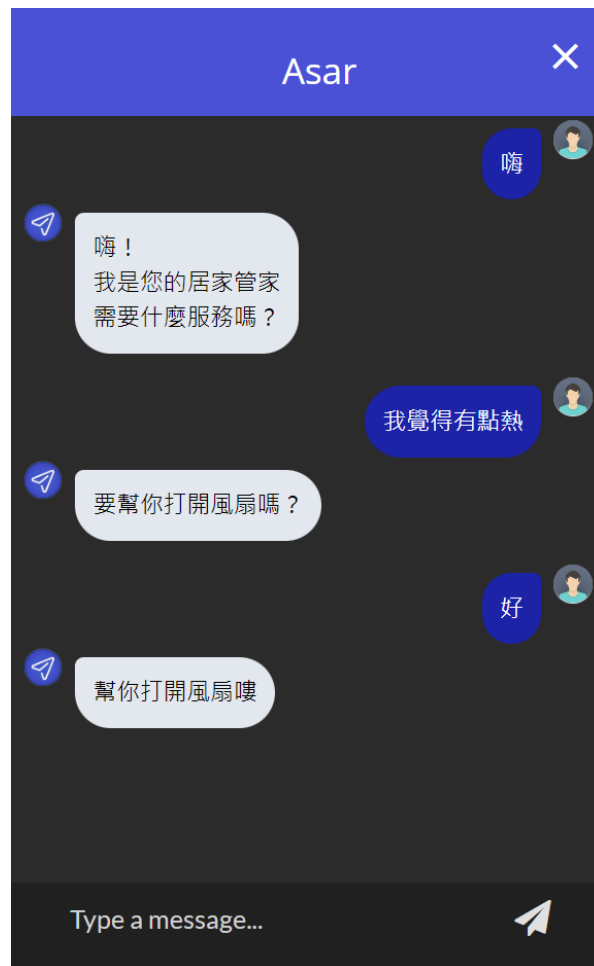 Asar
嗨
嗨！
我是您的居家管家
需要什麼服務嗎？
我覺得有點熱
要幫你打開風扇嗎？
好
幫你打開風扇嘍
Type a message...